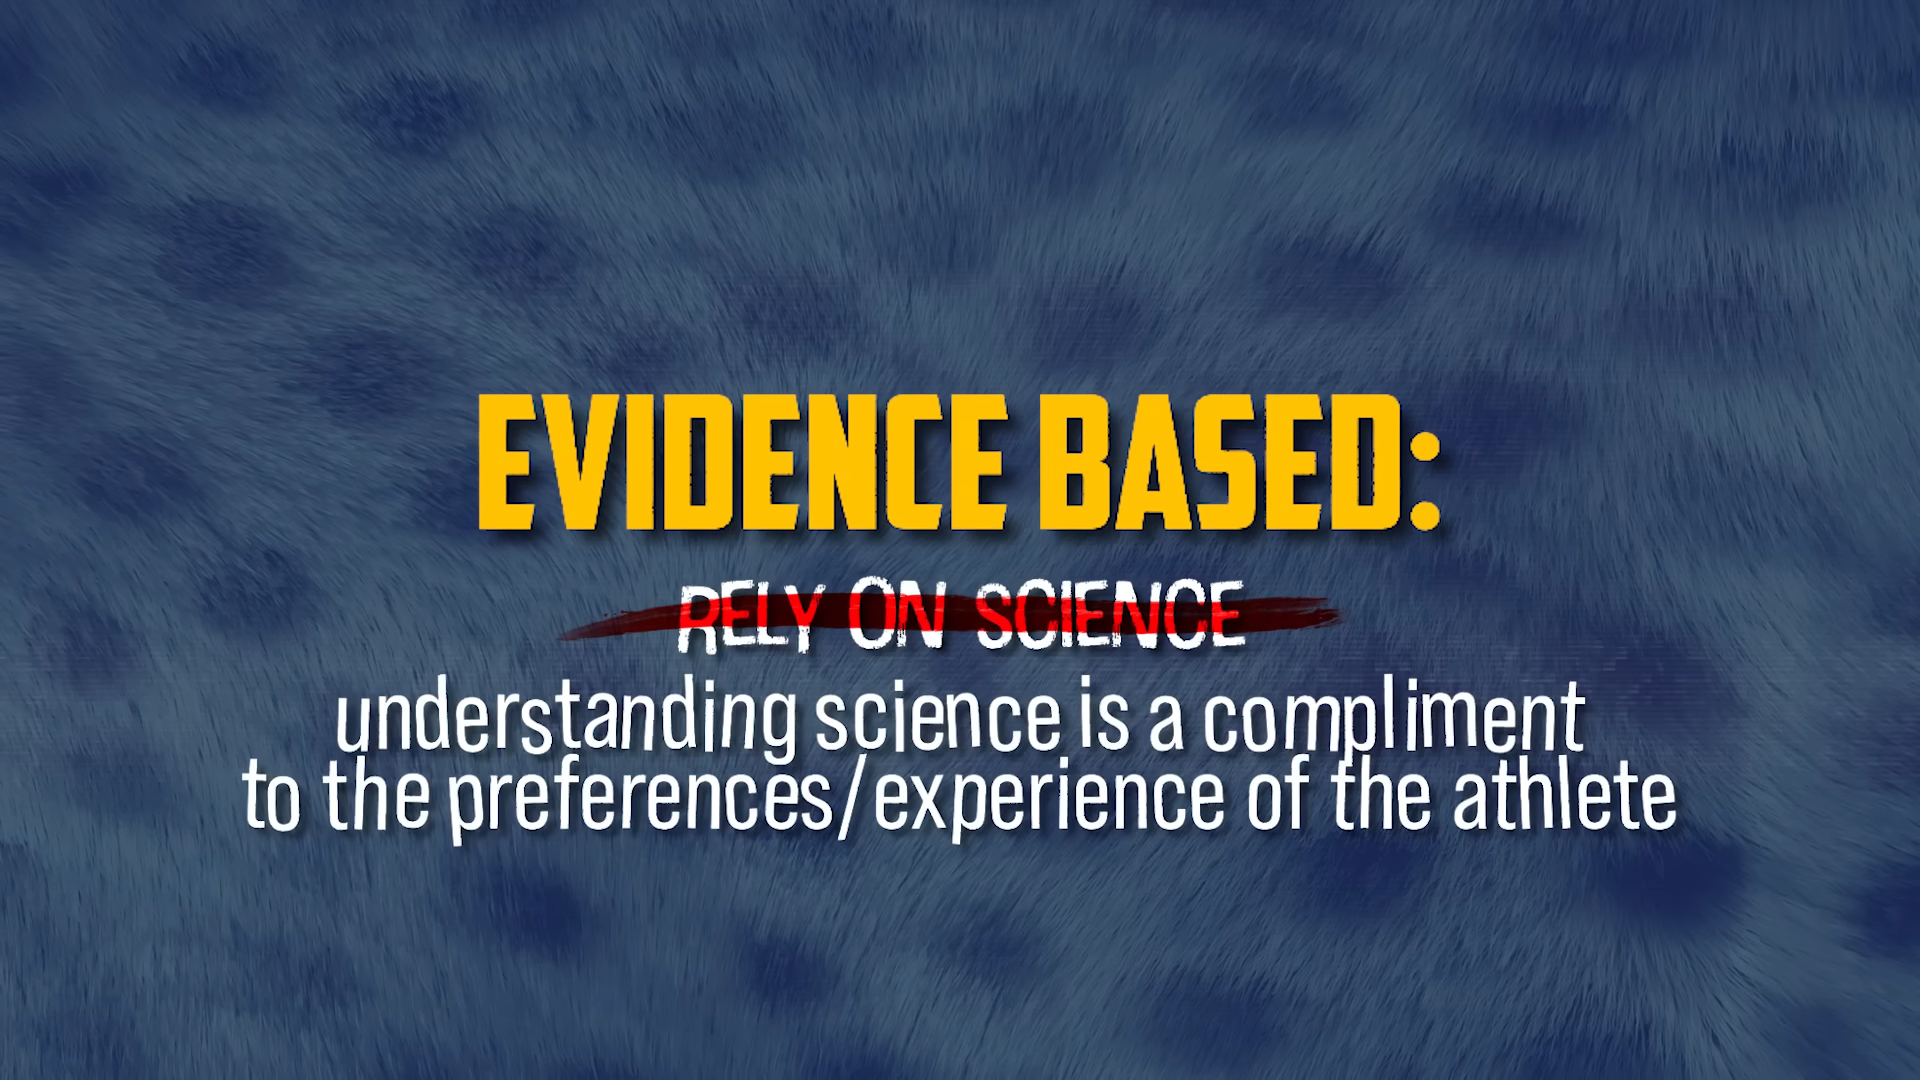 EVIDENCE BASED:
RELY ON SCIENCE
understanding science is a compliment
to the preferences/experience of the athlete